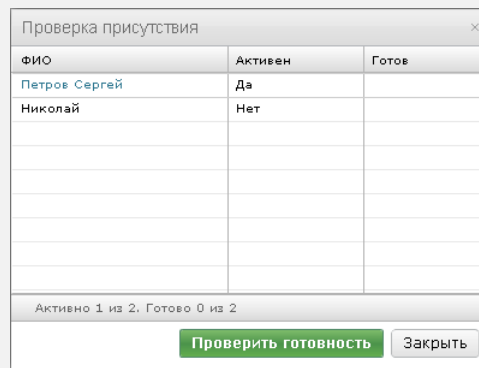 Проверка присутствия
ФИО Активен Готов
Петров Сергей Да
Николай Нет
Активно 1 из 2. Готово 0 из 2
Проверить готовность Закрыть